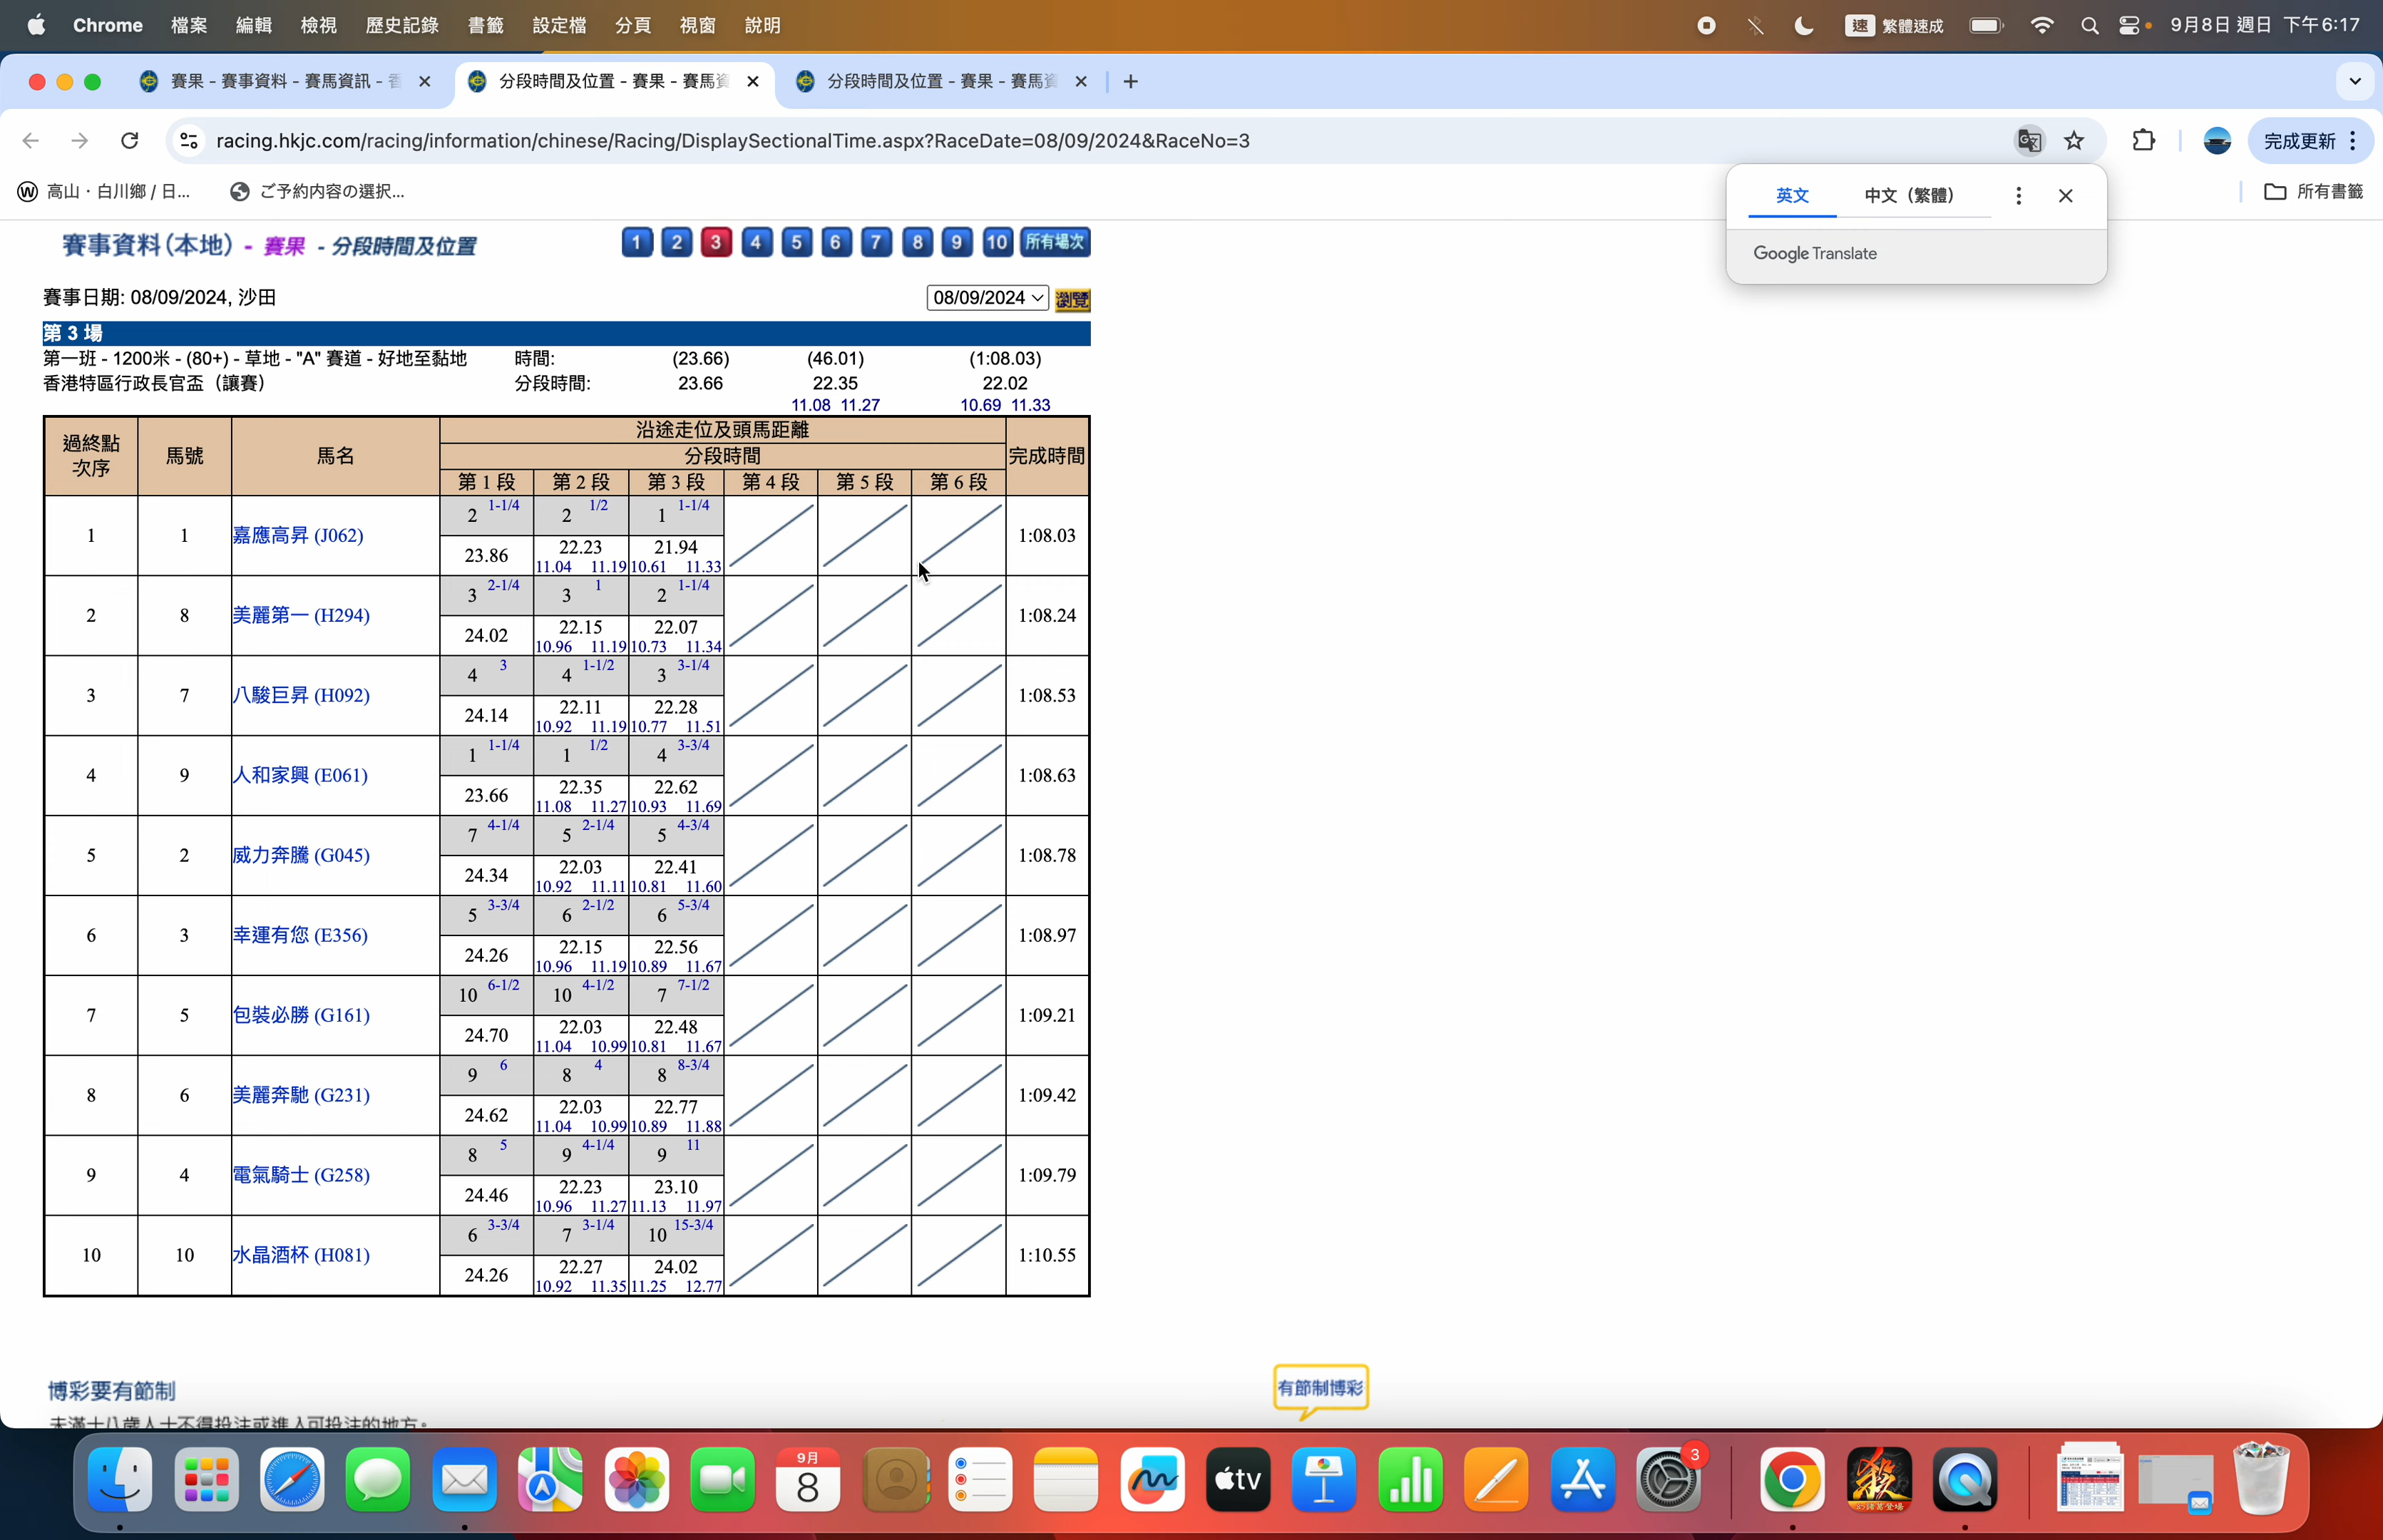 Chrome 檔案 編輯 檢視 歷史記錄 書籤 設定檔 分頁 視窗 說明 速 繁體速成 9月8日 週日 下午6:17
賽果 - 賽事資料 - 賽馬資訊 - 分段時間及位置 - 賽果 - 賽馬資 分段時間及位置 - 賽果 - 賽馬資
racing.hkjc.com/racing/information/chinese/Racing/DisplaySectionalTime.aspx?RaceDate=08/09/2024&RaceNo=3 完成更新
高山・白川鄉 / 日... ご予約内容の選択... 所有書籤
英文 中文（繁體）
Google Translate
賽事資料(本地) - 賽果 - 分段時間及位置 1 2 3 4 5 6 7 8 9 10 所有場次
賽事日期: 08/09/2024, 沙田 08/09/2024 瀏覽
第 3 場
第一班 - 1200米 - (80+) - 草地 - "A" 賽道 - 好地至黏地 時間: (23.66) (46.01) (1:08.03)
香港特區行政長官盃（讓賽） 分段時間: 23.66 22.35 22.02
11.08 11.27 10.69 11.33
過終點次序 馬號 馬名 沿途走位及頭馬距離 完成時間
分段時間
第 1 段 第 2 段 第 3 段 第 4 段 第 5 段 第 6 段
1 1 嘉應高昇 (J062) 2 1-1/4 2 1/2 1 1-1/4 1:08.03
23.86 22.23 21.94
11.04 11.19 10.61 11.33
2 8 美麗第一 (H294) 3 2-1/4 3 1 2 1-1/4 1:08.24
24.02 22.15 22.07
10.96 11.19 10.73 11.34
3 7 八駿巨昇 (H092) 4 3 4 1-1/2 3 3-1/4 1:08.53
24.14 22.11 22.28
10.92 11.19 10.77 11.51
4 9 人和家興 (E061) 1 1-1/4 1 1/2 4 3-3/4 1:08.63
23.66 22.35 22.62
11.08 11.27 10.93 11.69
5 2 威力奔騰 (G045) 7 4-1/4 5 2-1/4 5 4-3/4 1:08.78
24.34 22.03 22.41
10.92 11.11 10.81 11.60
6 3 幸運有您 (E356) 5 3-3/4 6 2-1/2 6 5-3/4 1:08.97
24.26 22.15 22.56
10.96 11.19 10.89 11.67
7 5 包裝必勝 (G161) 10 6-1/2 10 4-1/2 7 7-1/2 1:09.21
24.70 22.03 22.48
11.04 10.99 10.81 11.67
8 6 美麗奔馳 (G231) 9 6 8 4 8 8-3/4 1:09.42
24.62 22.03 22.77
11.04 10.99 10.89 11.88
9 4 電氣騎士 (G258) 8 5 9 4-1/4 9 11 1:09.79
24.46 22.23 23.10
10.96 11.27 11.13 11.97
10 10 水晶酒杯 (H081) 6 3-3/4 7 3-1/4 10 15-3/4 1:10.55
24.26 22.27 24.02
10.92 11.35 11.25 12.77
博彩要有節制 有節制博彩
未滿十八歲人士不得投注或進入可投注的地方。
9月
8
tv
3
殺